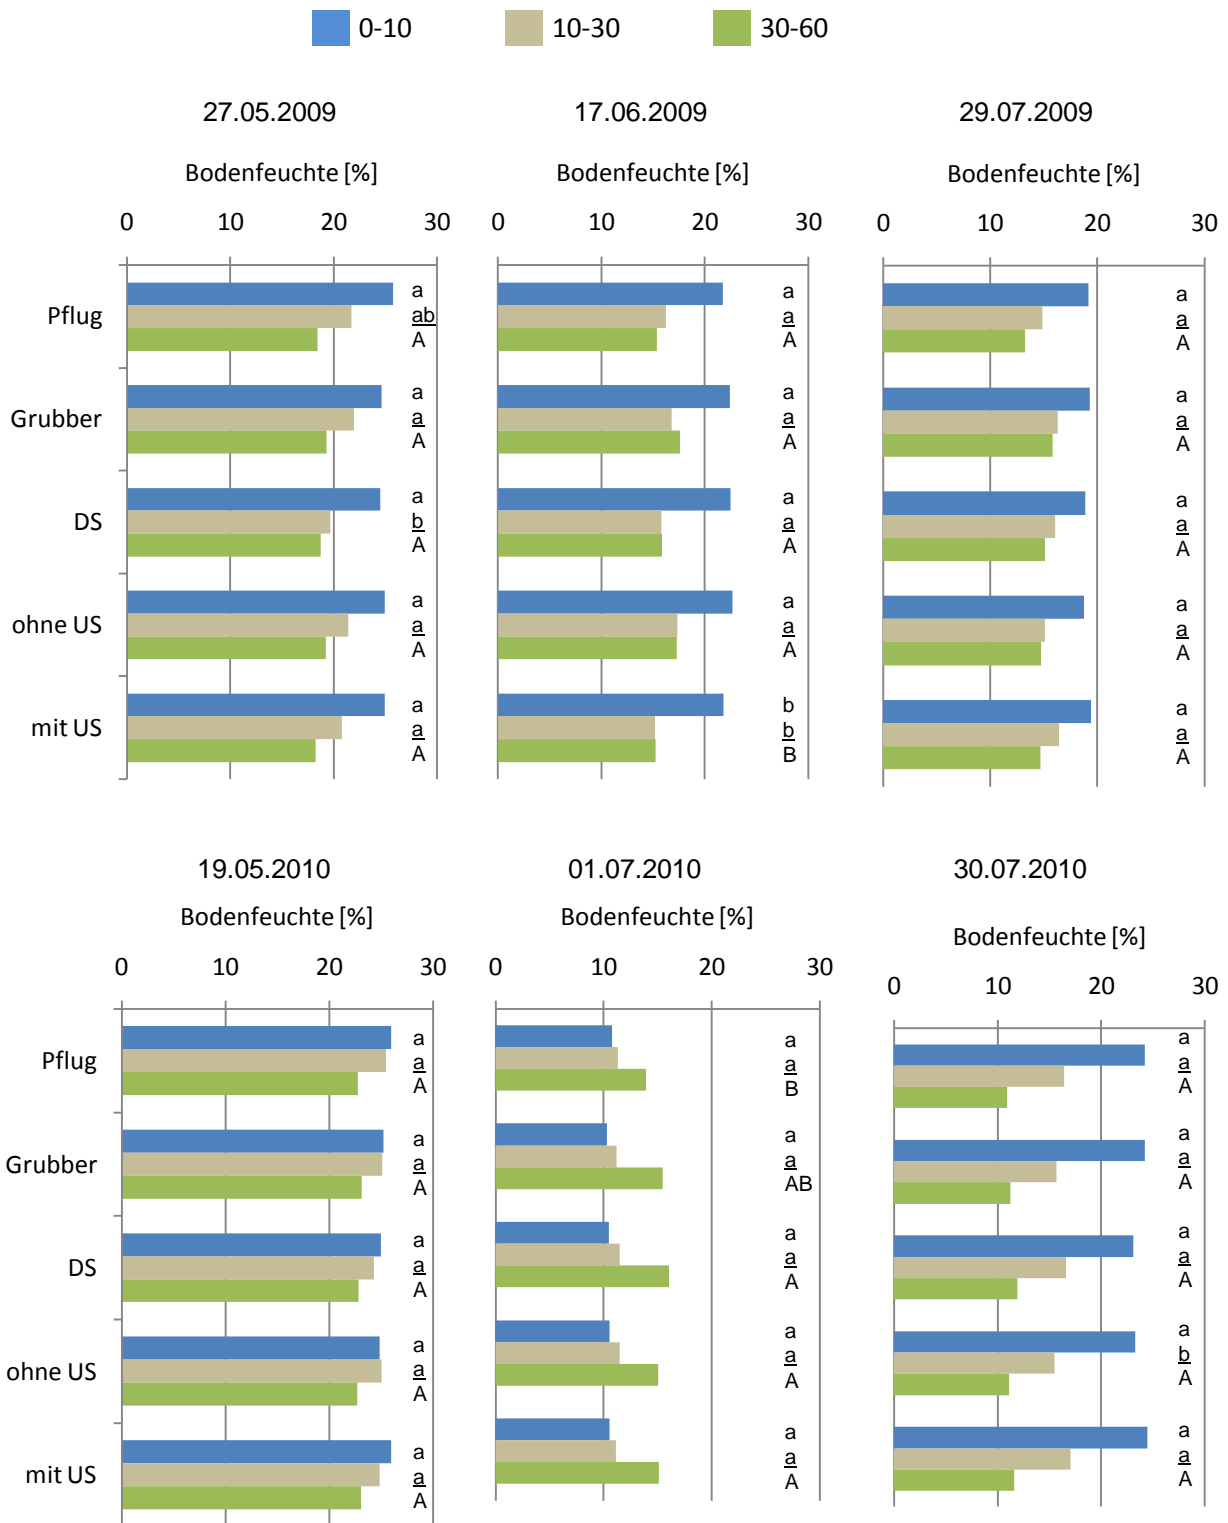 0-10 10-30 30-60
27.05.2009 17.06.2009 29.07.2009
Bodenfeuchte [%] Bodenfeuchte [%] Bodenfeuchte [%]
0 10 20 30 0 10 20 30 0 10 20 30
a a a
Pflug ab a a
A A A
a a a
Grubber a a a
A A A
a a a
DS b a a
A A A
a a a
ohne US a a a
A A A
a b a
mit US a b a
A B A
19.05.2010 01.07.2010 30.07.2010
Bodenfeuchte [%] Bodenfeuchte [%] Bodenfeuchte [%]
0 10 20 30 0 10 20 30 0 10 20 30
a a a
Pflug a a a
A B A
a a a
Grubber a a a
A AB A
a a a
DS a a a
A A A
a a a
ohne US a a b
A A A
a a a
mit US a a a
A A A